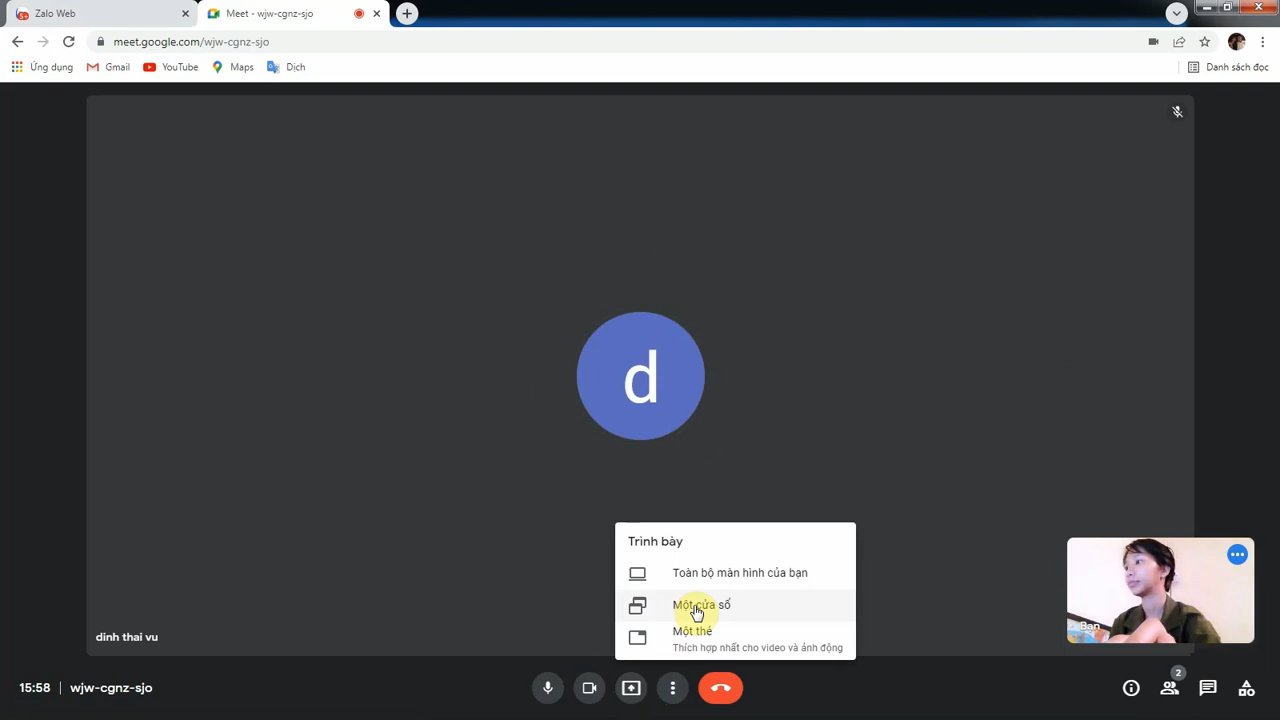 Zalo Web
Meet - wjw-cgnz-sjo
meet.google.com/wjw-cgnz-sjo
Ứng dụng
Gmail
YouTube
Maps
Dịch
Danh sách đọc
d
Trình bày
Toàn bộ màn hình của bạn
Một cửa sổ
Một thẻ
Thích hợp nhất cho video và ảnh động
Bạn
dinh thai vu
15:58 | wjw-cgnz-sjo
2